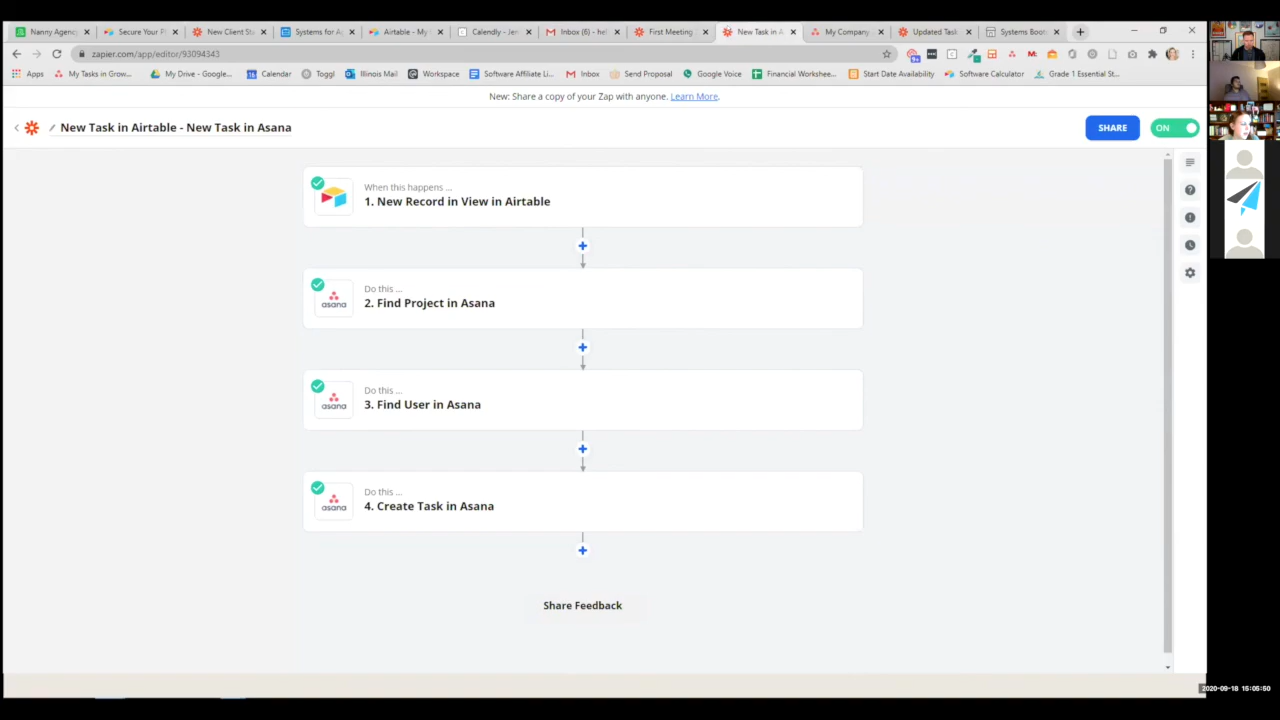 Nanny Agency
Secure Your P
New Client St
Systems for Ag
Airtable - My
Calendly - Jen
Inbox (6) - hel
First Meeting
New Task in A
My Company
Updated Task
Systems Boot
zapier.com/app/editor/93094343
Apps
My Tasks in Grow...
My Drive - Google...
Calendar
Toggl
Illinois Mail
Workspace
Software Affiliate Li...
Inbox
Send Proposal
Google Voice
Financial Workshee...
Start Date Availability
Software Calculator
Grade 1 Essential St...
New: Share a copy of your Zap with anyone. Learn More.
New Task in Airtable - New Task in Asana
SHARE
ON
When this happens ...
1. New Record in View in Airtable
Do this ...
asana
2. Find Project in Asana
Do this ...
asana
3. Find User in Asana
Do this ...
asana
4. Create Task in Asana
Share Feedback
2020-09-18 15:05:50